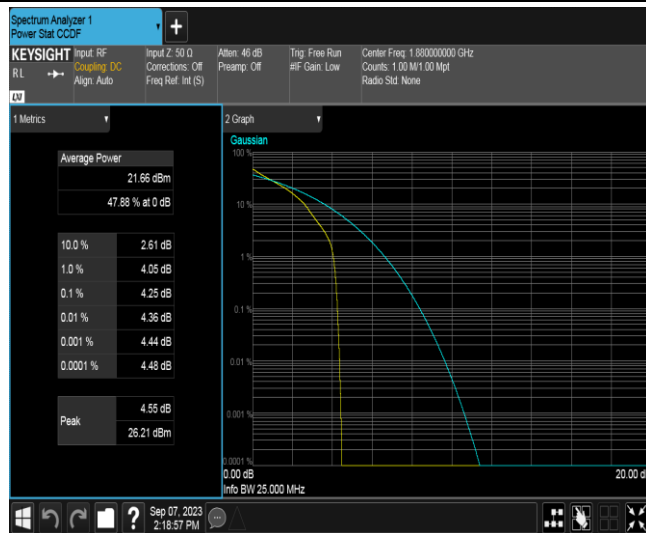 Spectrum Analyzer 1
Power Stat CCDF
+
KEYSIGHT
RL
Input: RF
Coupling: DC
Align: Auto
Input Z: 50 Ω
Corrections: Off
Freq Ref: Int (S)
Atten: 46 dB
Preamp: Off
Trig: Free Run
#IF Gain: Low
Center Freq: 1.880000000 GHz
Counts: 1.00 M/1.00 Mpt
Radio Std: None
1 Metrics
Average Power
21.66 dBm
47.88 % at 0 dB
10.0 % 2.61 dB
1.0 % 4.05 dB
0.1 % 4.25 dB
0.01 % 4.36 dB
0.001 % 4.44 dB
0.0001 % 4.48 dB
Peak
4.55 dB
26.21 dBm
2 Graph
Gaussian
100 %
10 %
1 %
0.1 %
0.01 %
0.001 %
0.0001 %
0.00 dB
20.00 d
Info BW 25.000 MHz
?
Sep 07, 2023
2:18:57 PM